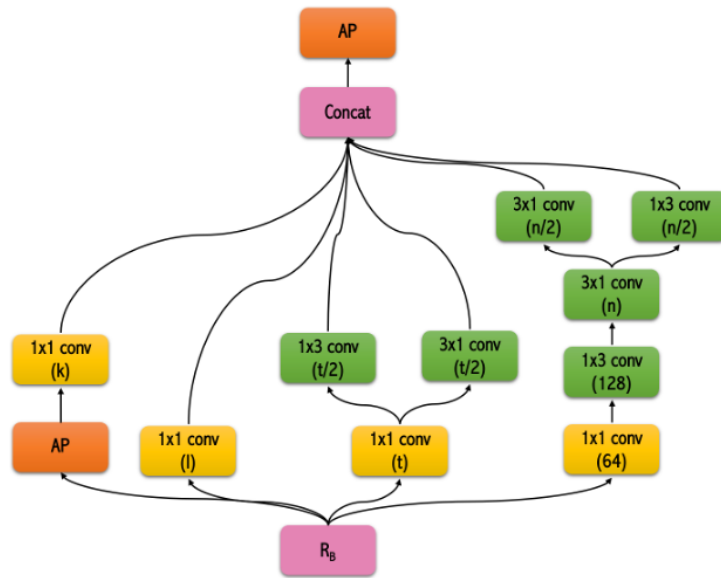 AP
Concat
3x1 conv
(n/2)
1x3 conv
(n/2)
3x1 conv
(n)
1x1 conv
(k)
1x3 conv
(t/2)
3x1 conv
(t/2)
1x3 conv
(128)
AP
1x1 conv
(l)
1x1 conv
(t)
1x1 conv
(64)
R_B